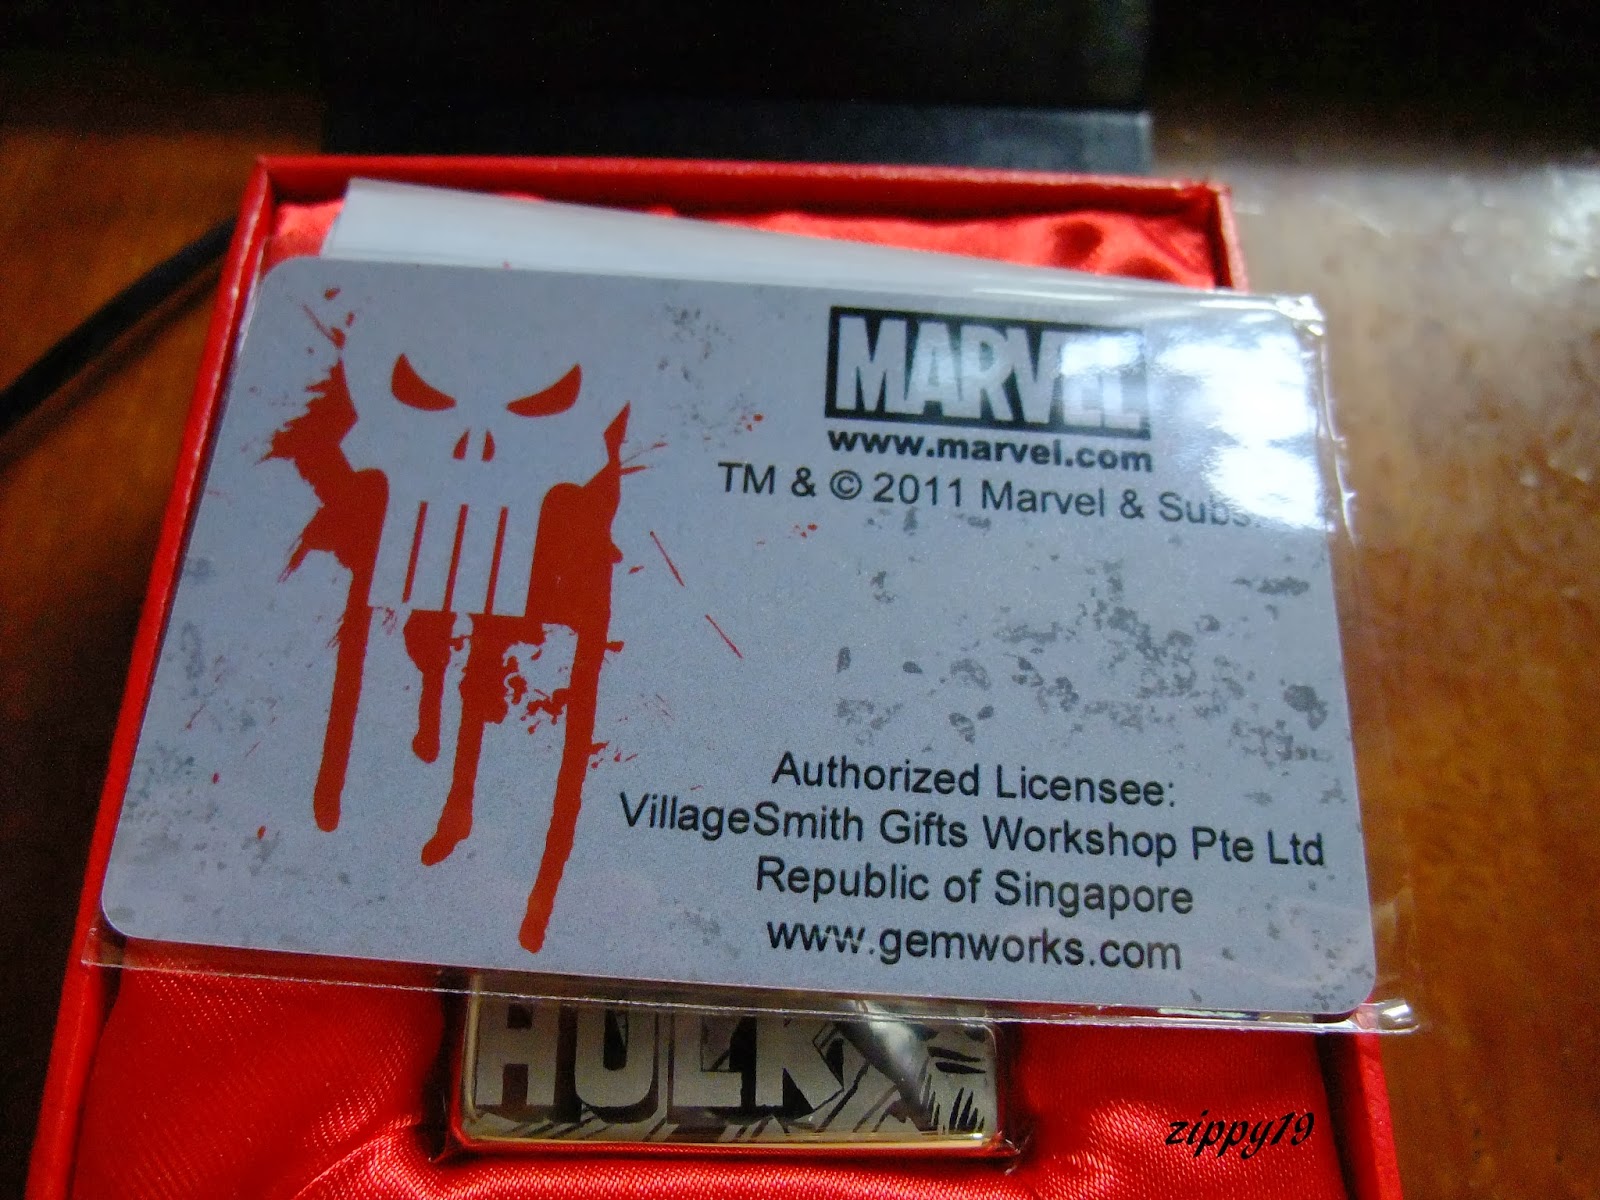 MARVEL
www.marvel.com
TM & © 2011 Marvel & Subs.
Authorized Licensee:
VillageSmith Gifts Workshop Pte Ltd
Republic of Singapore
www.gemworks.com
HULK
zippy19